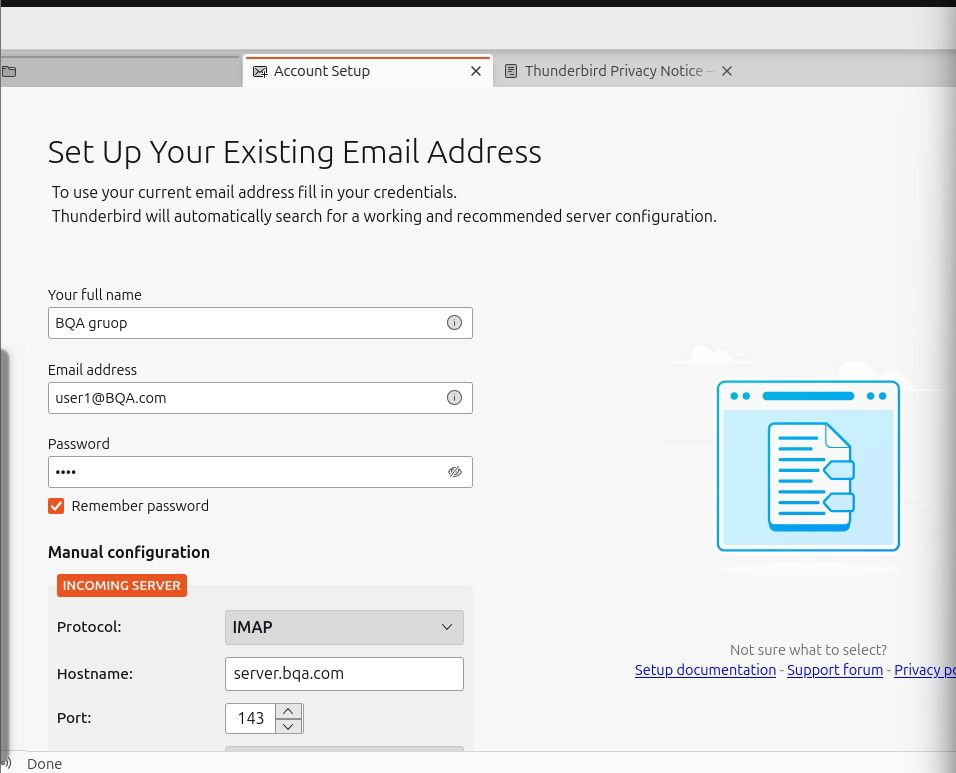 Account Setup
Thunderbird Privacy Notice
Set Up Your Existing Email Address
To use your current email address fill in your credentials.
Thunderbird will automatically search for a working and recommended server configuration.
Your full name
BQA gruop
Email address
user1@BQA.com
Password
••••
Remember password
Manual configuration
INCOMING SERVER
Protocol:
IMAP
Hostname:
server.bqa.com
Port:
143
Not sure what to select?
Setup documentation - Support forum - Privacy
Done